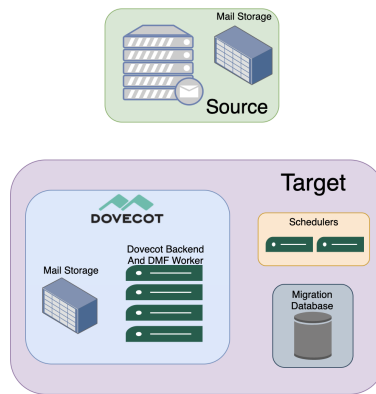 Mail Storage
Source
Target
DOVECOT
Schedulers
Dovecot Backend
And DMF Worker
Mail Storage
Migration
Database